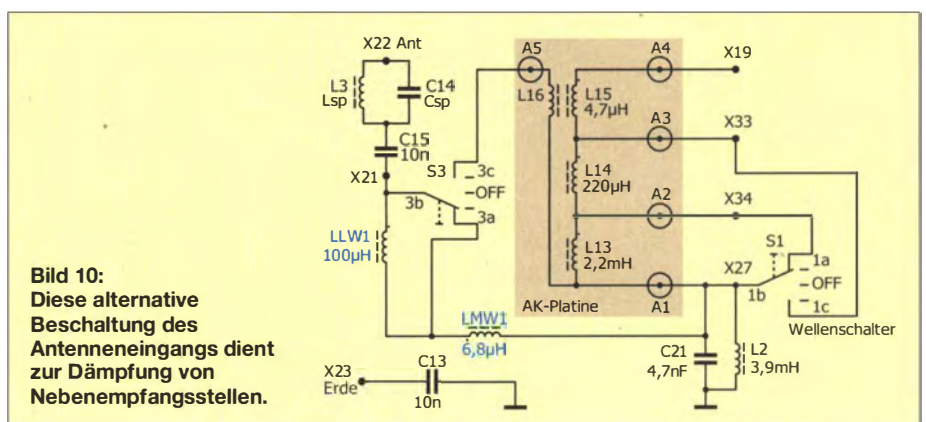 X22 Ant
A5
A4
X19
L3
Lsp
C14
Csp
L16
L15
4,7µH
C15
10n
A3
X33
S3
3c
OFF
3a
3b
X21
L14
220µH
A2
X34
LLW1
100µH
L13
2,2mH
S1
1a
OFF
1c
1b
X27
Wellenschalter
AK-Platine
A1
LMW1
6,8µH
C21
4,7nF
L2
3,9mH
X23
Erde
C13
10n
Bild 10:
Diese alternative
Beschaltung des
Antenneneingangs dient
zur Dämpfung von
Nebenempfangsstellen.